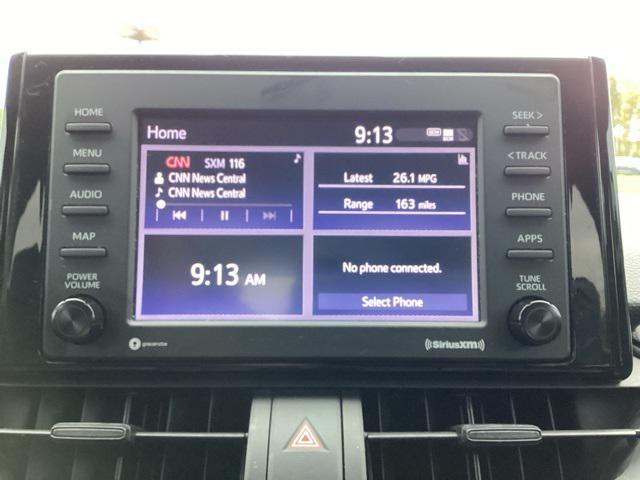 HOME
MENU
AUDIO
MAP
POWER
VOLUME
Home 9:13
CNN SXM 116
CNN News Central
CNN News Central
Latest 26.1 MPG
Range 163 miles
9:13 AM
No phone connected.
Select Phone
SEEK >
< TRACK
PHONE
APPS
TUNE
SCROLL
gracenote
((SiriusXM))